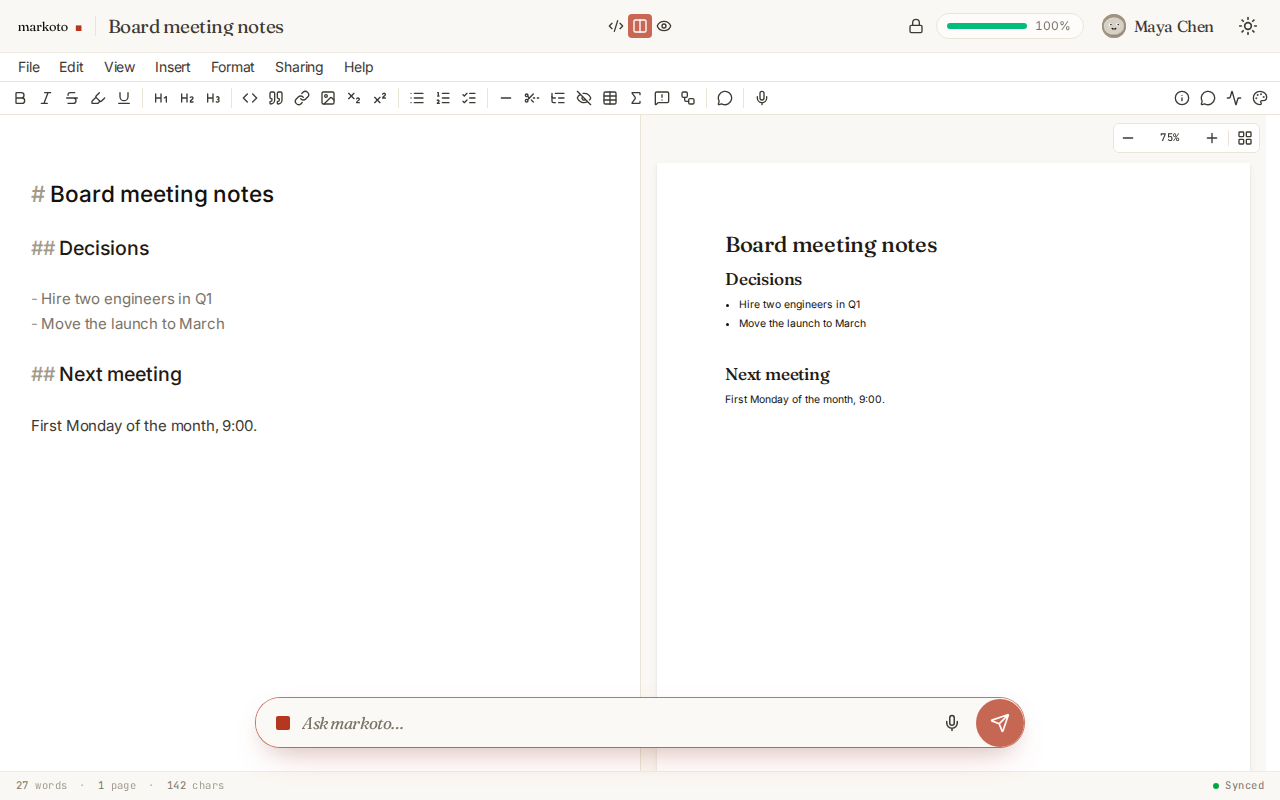 markoto
Board meeting notes
100%
Maya Chen
File Edit View Insert Format Sharing Help
H1 H2 H3
75%
# Board meeting notes
## Decisions
- Hire two engineers in Q1
- Move the launch to March
## Next meeting
First Monday of the month, 9:00.
Board meeting notes
Decisions
• Hire two engineers in Q1
• Move the launch to March
Next meeting
First Monday of the month, 9:00.
Ask markoto...
27 words · 1 page · 142 chars
Synced